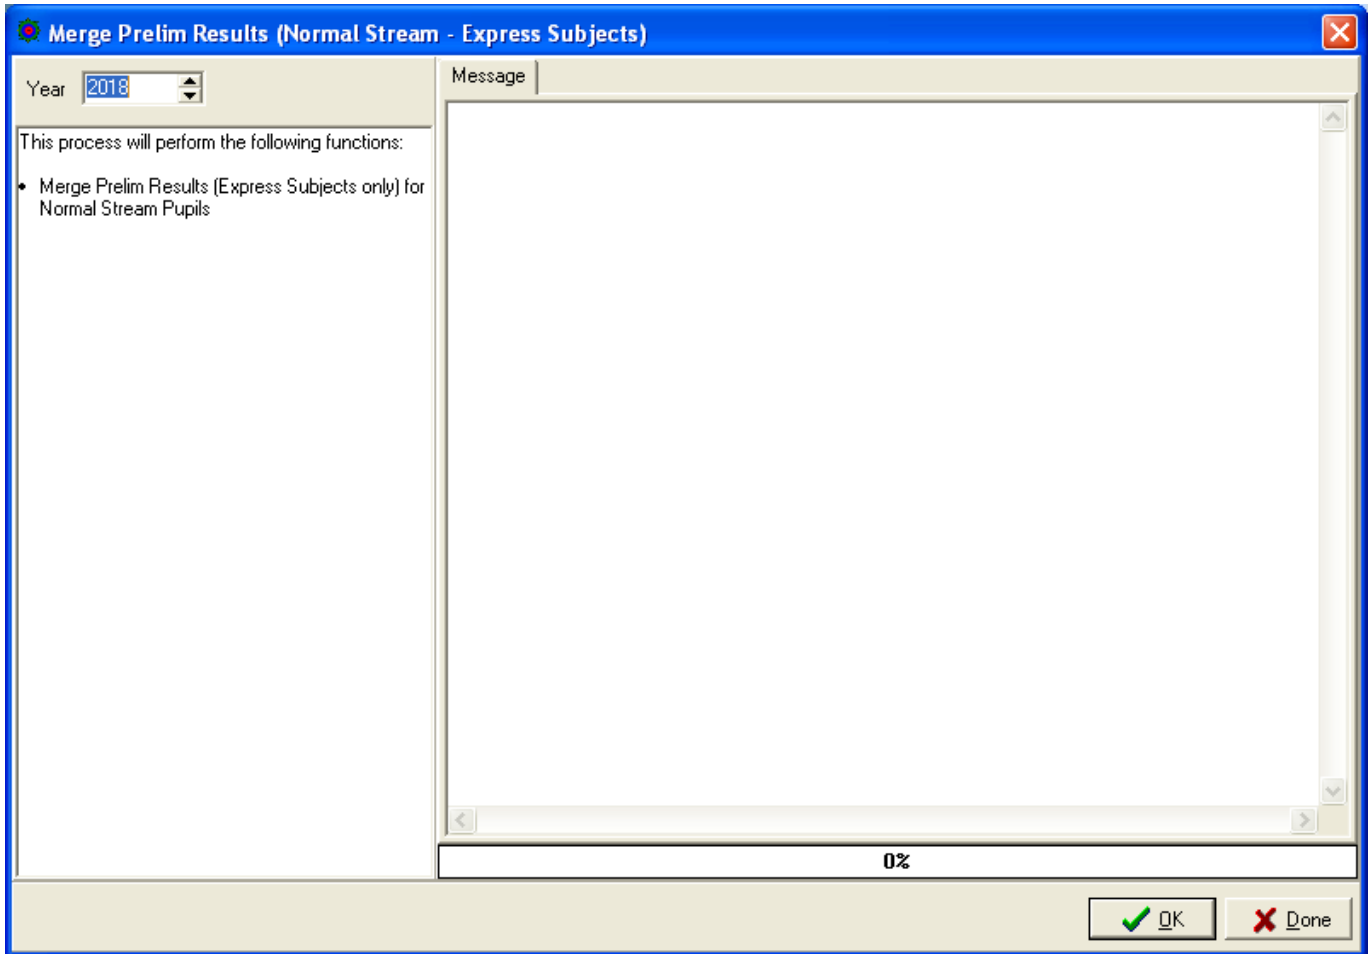 Merge Prelim Results (Normal Stream - Express Subjects)
Year 2018
This process will perform the following functions:
• Merge Prelim Results (Express Subjects only) for
Normal Stream Pupils
Message
0%
OK
Done